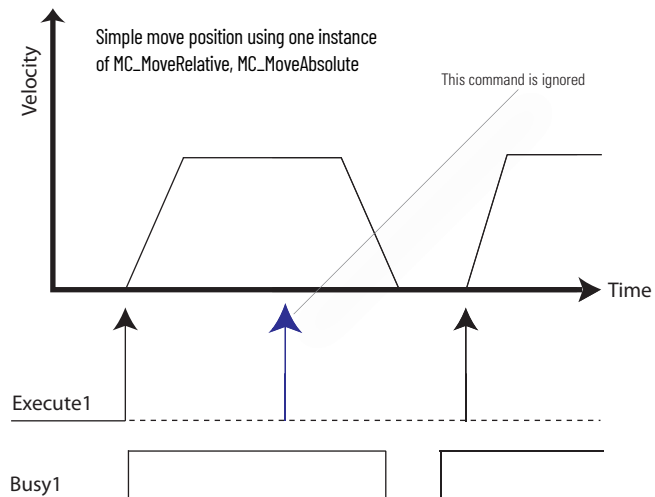 Simple move position using one instance
of MC_MoveRelative, MC_MoveAbsolute
This command is ignored
Velocity
Time
Execute1
Busy1